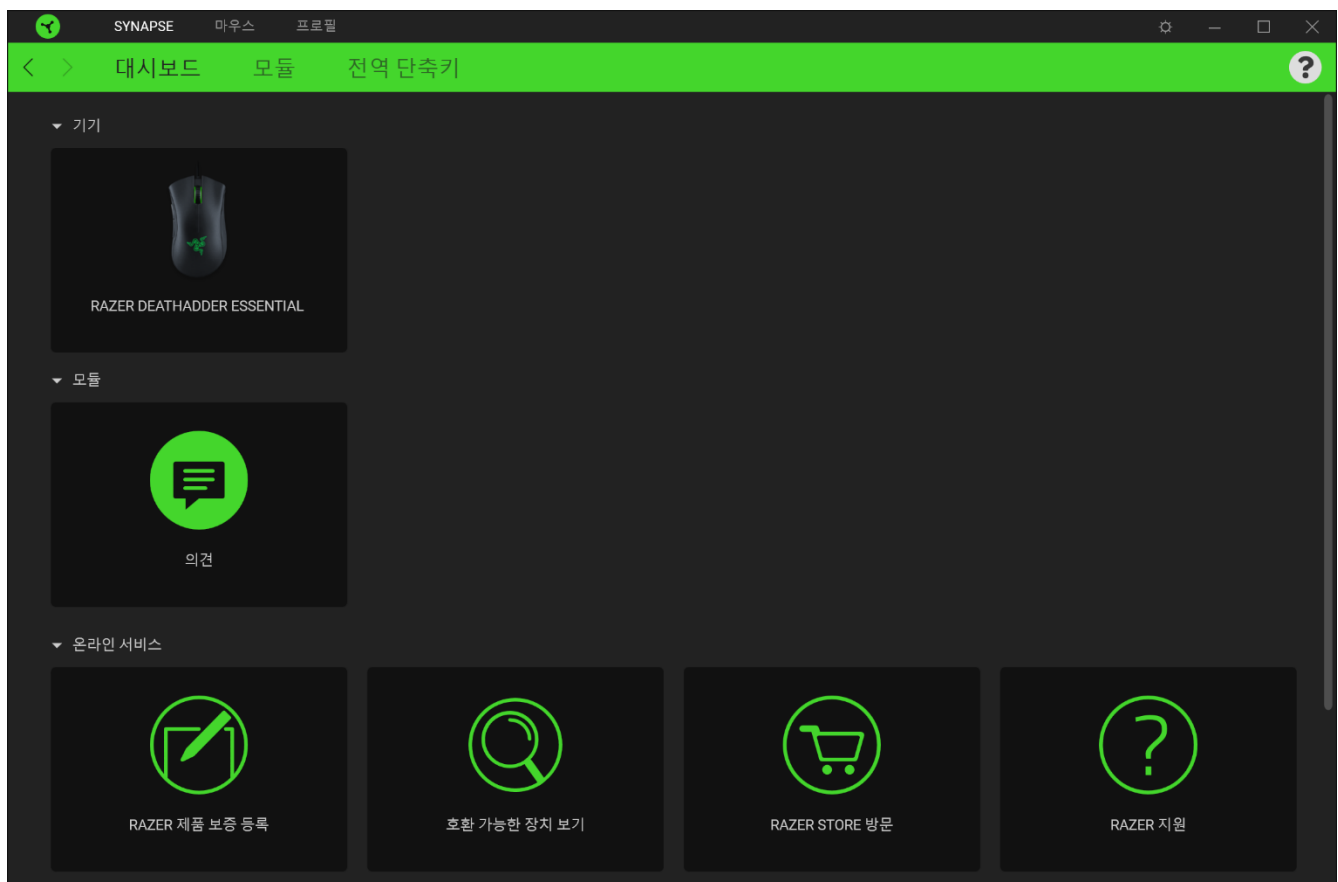 SYNAPSE 마우스 프로필
대시보드 모듈 전역 단축키
?
기기
RAZER DEATHADDER ESSENTIAL
모듈
의견
온라인 서비스
RAZER 제품 보증 등록
호환 가능한 장치 보기
RAZER STORE 방문
RAZER 지원